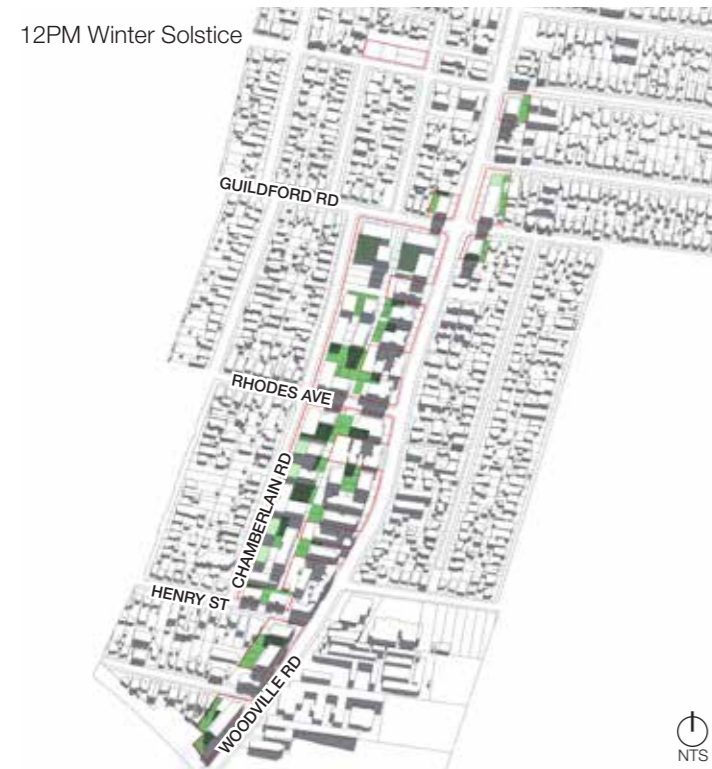 12PM Winter Solstice
GUILDFORD RD
RHODES AVE
CHAMBERLAIN RD
HENRY ST
WOODVILLE RD
NTS